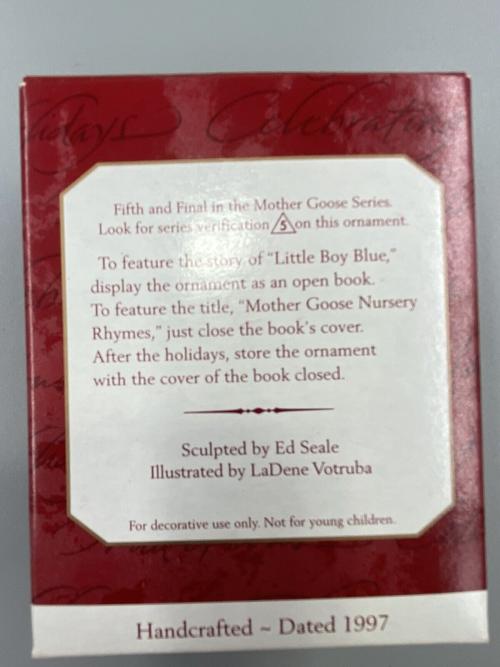 Holidays Celebrating
Fifth and Final in the Mother Goose Series.
Look for series verification 5 on this ornament.
To feature the story of "Little Boy Blue,"
display the ornament as an open book.
To feature the title, "Mother Goose Nursery
Rhymes," just close the book's cover.
After the holidays, store the ornament
with the cover of the book closed.
Sculpted by Ed Seale
Illustrated by LaDene Votruba
For decorative use only. Not for young children.
Handcrafted ~ Dated 1997